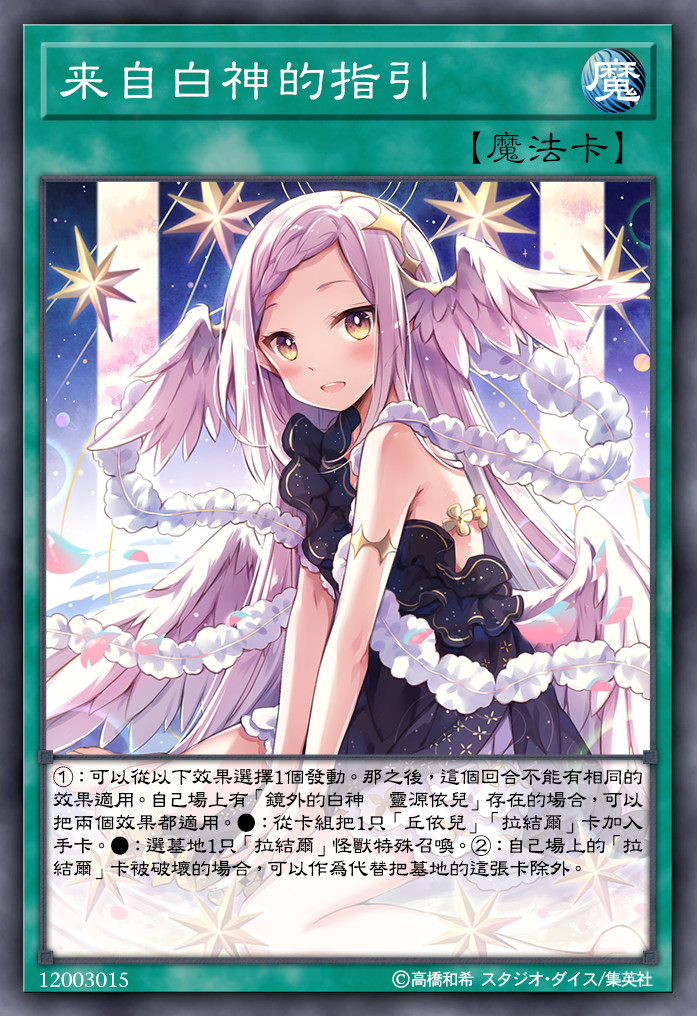 来自白神的指引
魔
【魔法卡】
①：可以從以下效果選擇1個發動。那之後，這個回合不能有相同的
效果適用。自己場上有「鏡外的白神　靈源依兒」存在的場合，可以
把兩個效果都適用。●：從卡組把1只「丘依兒」「拉結爾」卡加入
手卡。●：選墓地1只「拉結爾」怪獸特殊召喚。②：自己場上的「拉
結爾」卡被破壞的場合，可以作為代替把墓地的這張卡除外。
12003015
©高橋和希 スタジオ・ダイス/集英社